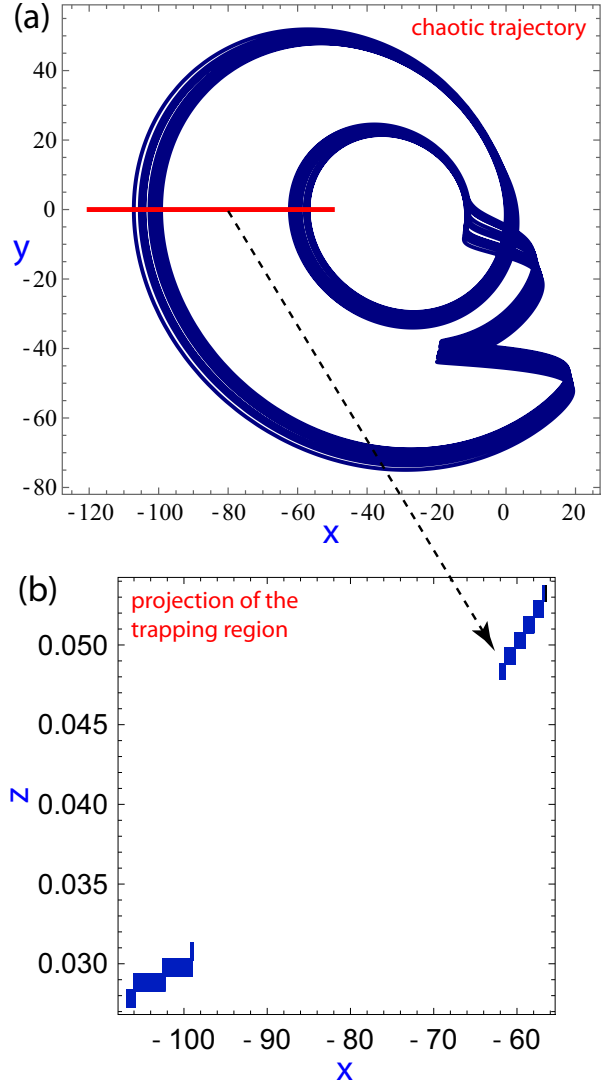 (a)
chaotic trajectory
40
20
0
y
-20
-40
-60
-80
-120 -100 -80 -60 -40 -20 0 20
x
(b)
projection of the
trapping region
0.050
0.045
z
0.040
0.035
0.030
-100 -90 -80 -70 -60
x